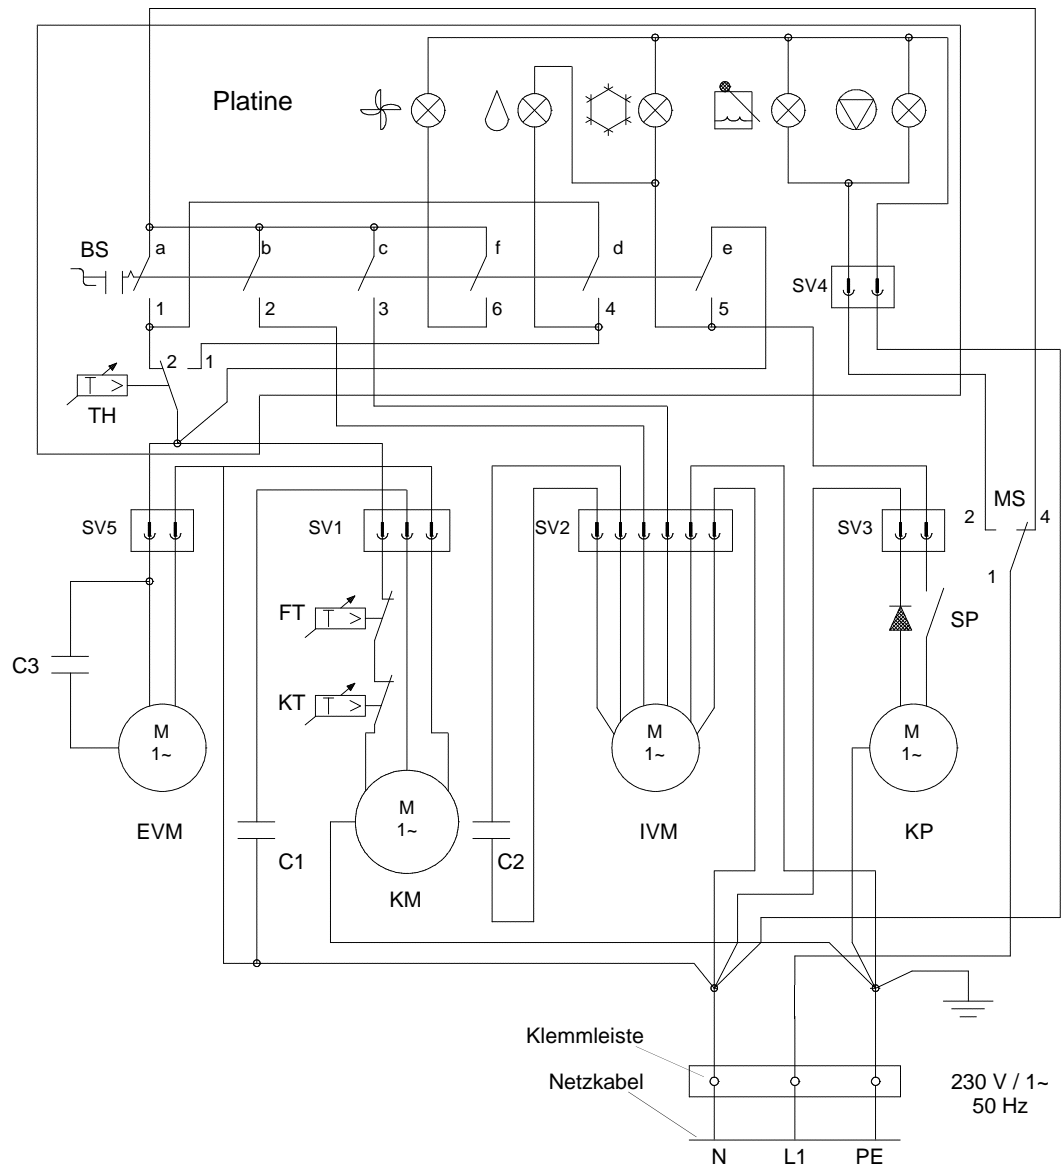 Platine
BS
a
b
c
f
d
e
1
2
3
6
4
5
SV4
2
1
T >
TH
SV5
SV1
SV2
SV3
MS
2
4
1
FT
T >
SP
C3
KT
T >
M
1~
M
1~
M
1~
M
1~
EVM
IVM
KP
C1
C2
KM
Klemmleiste
Netzkabel
230 V / 1~
50 Hz
N
L1
PE